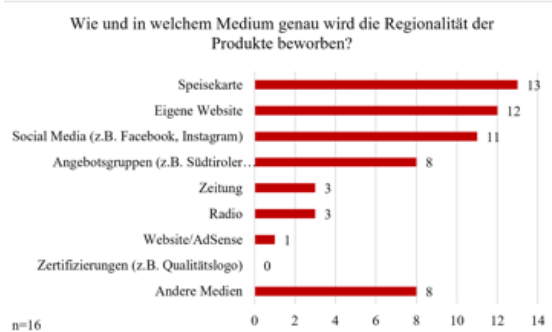 Wie und in welchem Medium genau wird die Regionalität der
Produkte beworben?
Speisekarte 13
Eigene Website 12
Social Media (z.B. Facebook, Instagram) 11
Angebotsgruppen (z.B. Südtiroler… 8
Zeitung 3
Radio 3
Website/AdSense 1
Zertifizierungen (z.B. Qualitätslogo) 0
Andere Medien 8
0 2 4 6 8 10 12 14
n=16